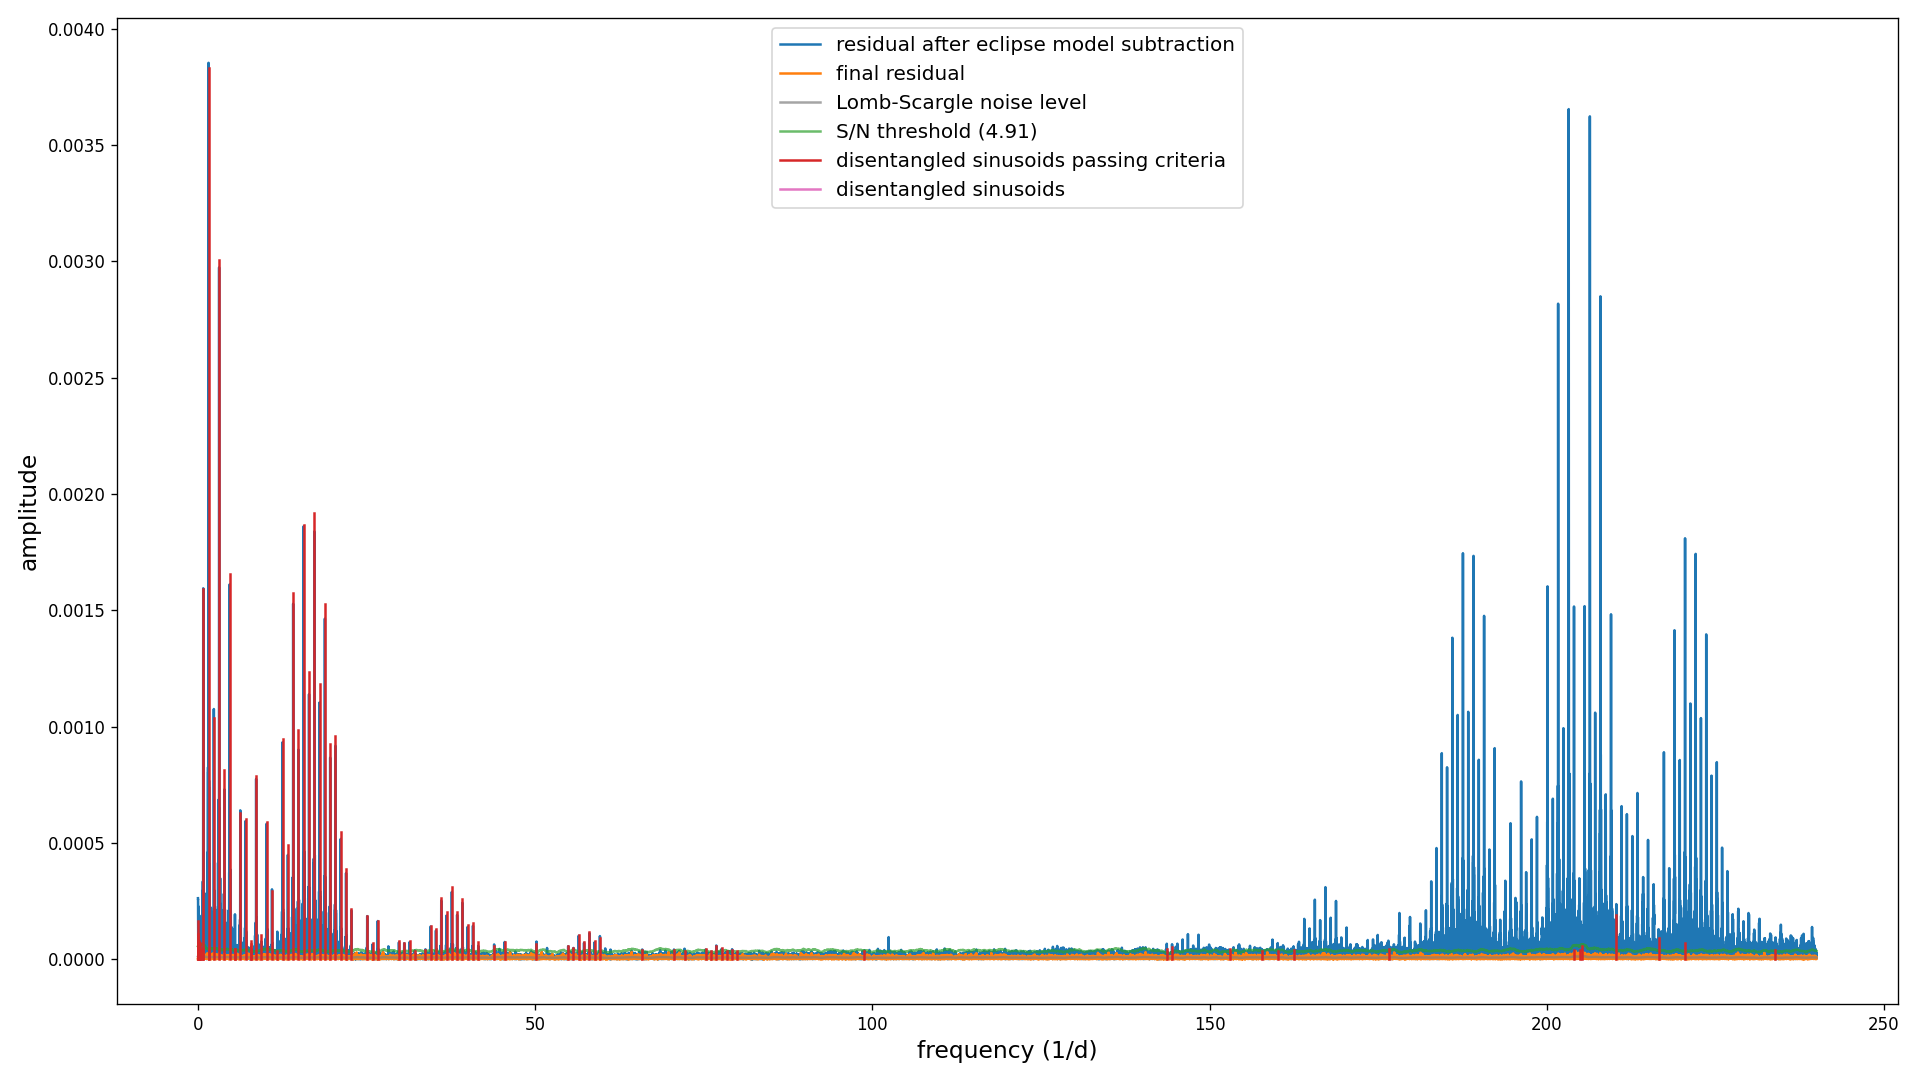 0.0040
0.0035
0.0030
0.0025
0.0020
0.0015
0.0010
0.0005
0.0000
amplitude
residual after eclipse model subtraction
final residual
Lomb-Scargle noise level
S/N threshold (4.91)
disentangled sinusoids passing criteria
disentangled sinusoids
0 50 100 150 200 250
frequency (1/d)